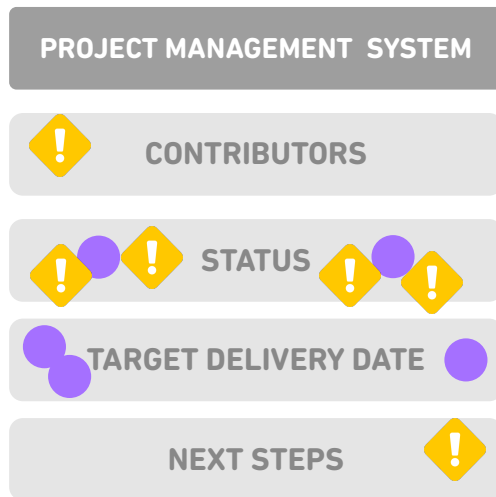 PROJECT MANAGEMENT SYSTEM
CONTRIBUTORS
STATUS
TARGET DELIVERY DATE
NEXT STEPS